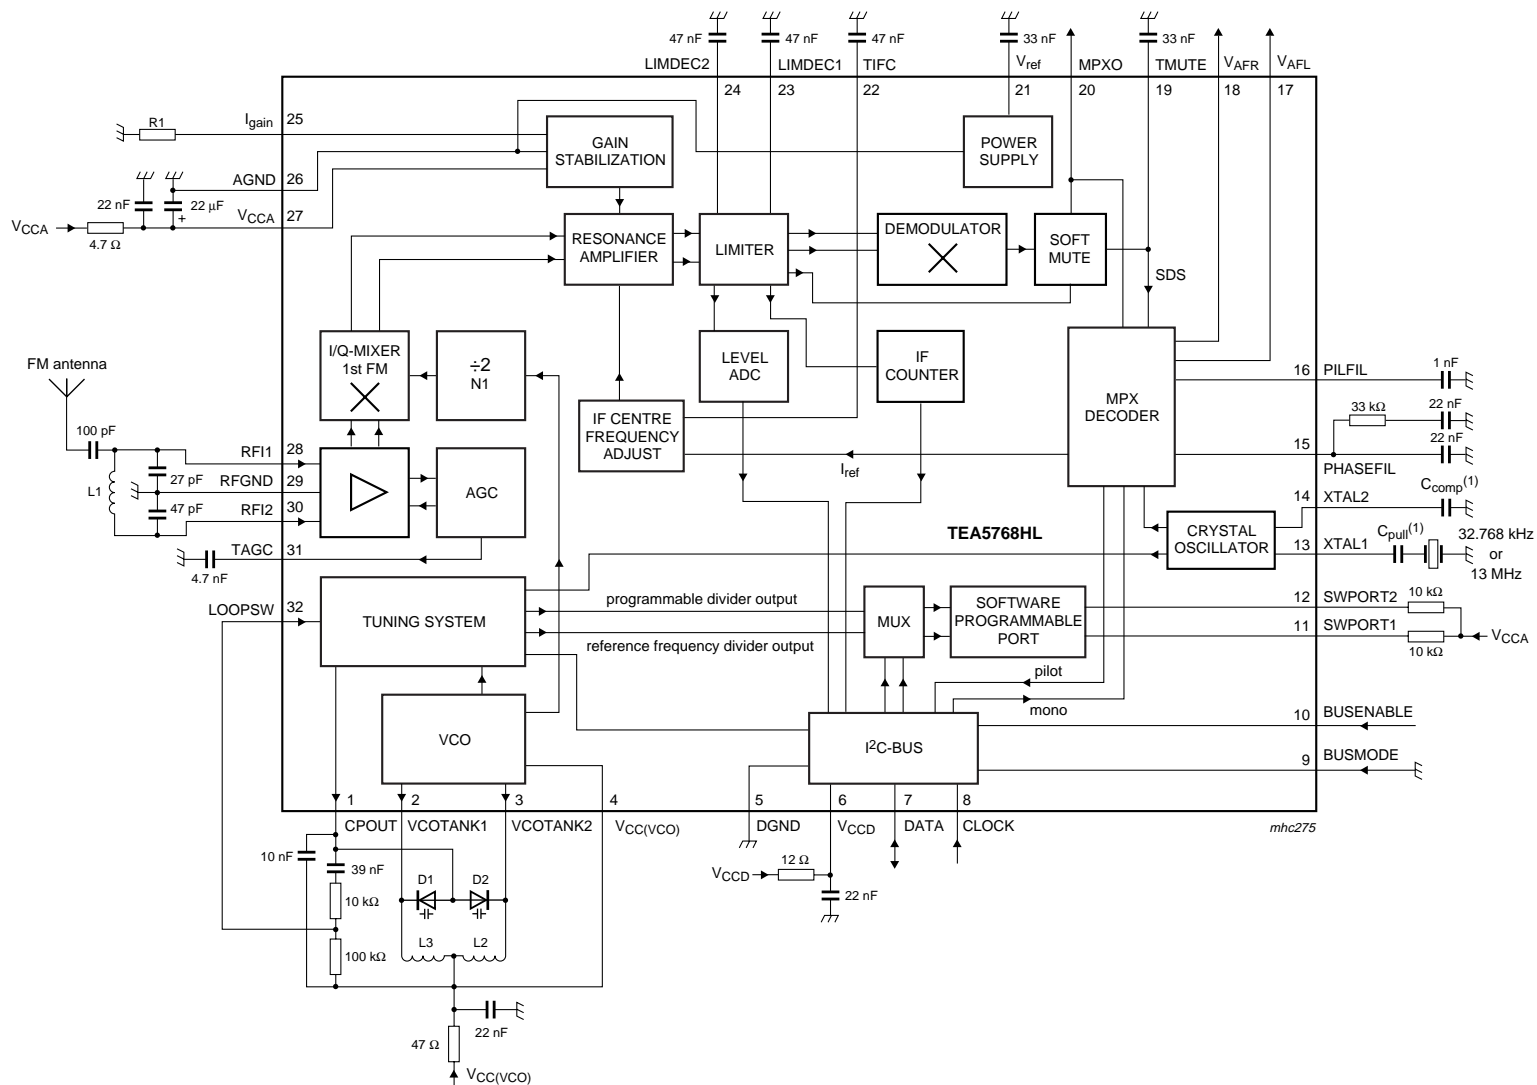 47 nF 47 nF 47 nF 33 nF 33 nF
LIMDEC2 LIMDEC1 TIFC Vref MPXO TMUTE VAFR VAFL
24 23 22 21 20 19 18 17
R1 Igain 25
GAIN
STABILIZATION
POWER
SUPPLY
AGND 26
22 nF 22 µF
+
VCCA 27
VCCA
4.7 Ω
RESONANCE
AMPLIFIER
LIMITER
DEMODULATOR
SOFT
MUTE
SDS
I/Q-MIXER
1st FM
÷2
N1
LEVEL
ADC
IF
COUNTER
MPX
DECODER
IF CENTRE
FREQUENCY
ADJUST
Iref
FM antenna
100 pF
RFI1 28
27 pF
RFGND 29
L1
47 pF
RFI2 30
AGC
TAGC 31
4.7 nF
16 PILFIL 1 nF
33 kΩ 22 nF
15 22 nF
PHASEFIL
14 XTAL2 Ccomp(1)
TEA5768HL
CRYSTAL
OSCILLATOR
13 XTAL1 Cpull(1)
32.768 kHz
or
13 MHz
LOOPSW 32
TUNING SYSTEM
programmable divider output
reference frequency divider output
MUX
SOFTWARE
PROGRAMMABLE
PORT
12 SWPORT2 10 kΩ
11 SWPORT1
10 kΩ
VCCA
pilot
mono
VCO
I2C-BUS
10 BUSENABLE
9 BUSMODE
1 2 3 4 5 6 7 8
CPOUT VCOTANK1 VCOTANK2 VCC(VCO) DGND VCCD DATA CLOCK
mhc275
10 nF
39 nF
10 kΩ
100 kΩ
D1 D2
L3 L2
VCCD 12 Ω
22 nF
22 nF
47 Ω
VCC(VCO)